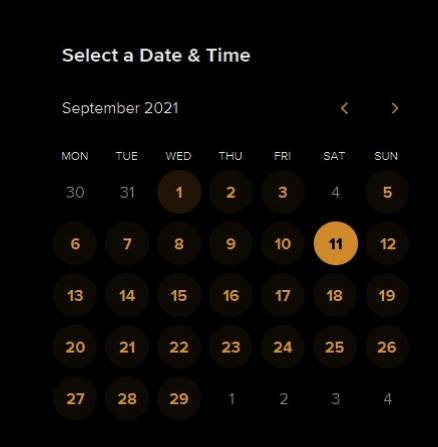 Select a Date & Time
September 2021
MON TUE WED THU FRI SAT SUN
30 31 1 2 3 4 5
6 7 8 9 10 11 12
13 14 15 16 17 18 19
20 21 22 23 24 25 26
27 28 29 1 2 3 4